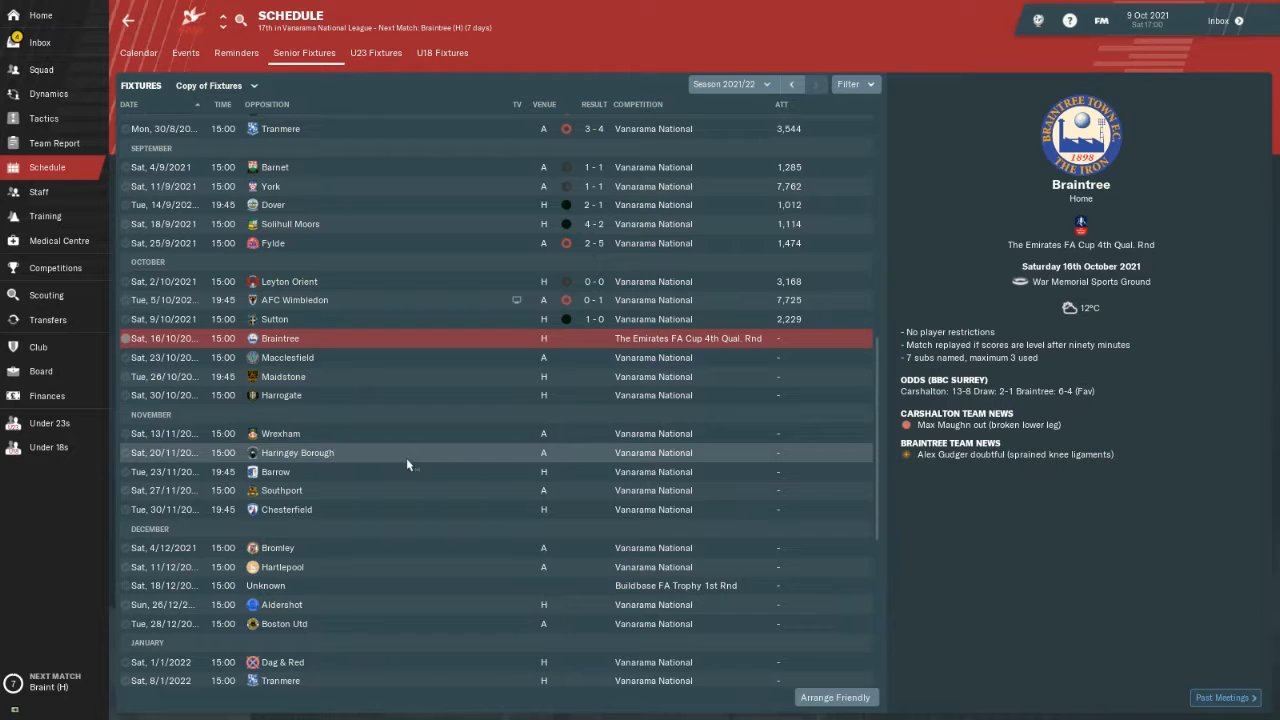 SCHEDULE
17th in Vanarama National League - Next Match: Braintree (H) (7 days)
9 Oct 2021
Sat 17:00
FM
Inbox
Home
4
Inbox
Squad
Dynamics
Tactics
Team Report
Schedule
Staff
Training
Medical Centre
Competitions
Scouting
Transfers
Club
Board
Finances
Under 23s
Under 18s
NEXT MATCH
7 Braint (H)
Calendar Events Reminders Senior Fixtures U23 Fixtures U18 Fixtures
FIXTURES Copy of Fixtures Season 2021/22 Filter
DATE TIME OPPOSITION TV VENUE RESULT COMPETITION ATT
Mon, 30/8/20... 15:00 Tranmere A 3 - 4 Vanarama National 3,544
SEPTEMBER
Sat, 4/9/2021 15:00 Barnet A 1 - 1 Vanarama National 1,285
Sat, 11/9/2021 15:00 York A 1 - 1 Vanarama National 7,762
Tue, 14/9/202... 19:45 Dover H 2 - 1 Vanarama National 1,012
Sat, 18/9/2021 15:00 Solihull Moors H 4 - 2 Vanarama National 1,114
Sat, 25/9/2021 15:00 Fylde A 2 - 5 Vanarama National 1,474
OCTOBER
Sat, 2/10/2021 15:00 Leyton Orient H 0 - 0 Vanarama National 3,168
Tue, 5/10/202... 19:45 AFC Wimbledon A 0 - 1 Vanarama National 7,725
Sat, 9/10/2021 15:00 Sutton H 1 - 0 Vanarama National 2,229
Sat, 16/10/20... 15:00 Braintree H The Emirates FA Cup 4th Qual. Rnd -
Sat, 23/10/20... 15:00 Macclesfield A Vanarama National -
Tue, 26/10/20... 19:45 Maidstone H Vanarama National -
Sat, 30/10/20... 15:00 Harrogate H Vanarama National -
NOVEMBER
Sat, 13/11/20... 15:00 Wrexham A Vanarama National -
Sat, 20/11/20... 15:00 Haringey Borough A Vanarama National -
Tue, 23/11/20... 19:45 Barrow H Vanarama National -
Sat, 27/11/20... 15:00 Southport A Vanarama National -
Tue, 30/11/20... 19:45 Chesterfield H Vanarama National -
DECEMBER
Sat, 4/12/2021 15:00 Bromley A Vanarama National -
Sat, 11/12/20... 15:00 Hartlepool A Vanarama National -
Sat, 18/12/20... 15:00 Unknown Buildbase FA Trophy 1st Rnd -
Sun, 26/12/2... 15:00 Aldershot H Vanarama National -
Tue, 28/12/20... 15:00 Boston Utd A Vanarama National -
JANUARY
Sat, 1/1/2022 15:00 Dag & Red H Vanarama National -
Sat, 8/1/2022 15:00 Tranmere H Vanarama National -
Arrange Friendly
BRAINTREE TOWN F.C.
1898
THE IRON
Braintree
Home
The Emirates FA Cup 4th Qual. Rnd
Saturday 16th October 2021
War Memorial Sports Ground
12°C
- No player restrictions
- Match replayed if scores are level after ninety minutes
- 7 subs named, maximum 3 used
ODDS (BBC SURREY)
Carshalton: 13-8 Draw: 2-1 Braintree: 6-4 (Fav)
CARSHALTON TEAM NEWS
Max Maughn out (broken lower leg)
BRAINTREE TEAM NEWS
Alex Gudger doubtful (sprained knee ligaments)
Past Meetings